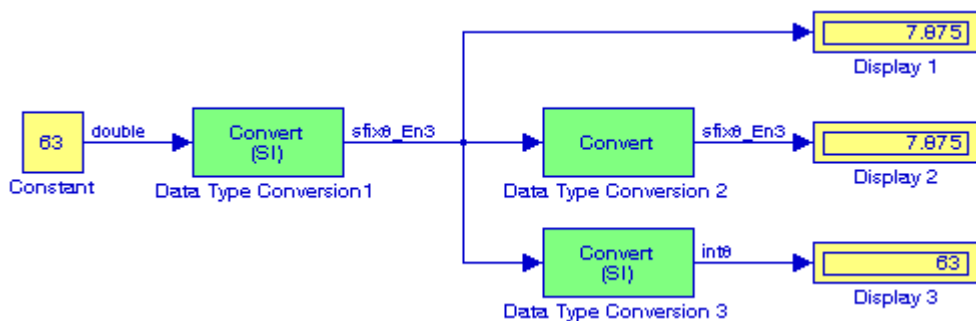 7.875
Display 1
63
double
Convert
(SI)
sfix8_En3
Convert
sfix8_En3
7.875
Constant
Data Type Conversion1
Data Type Conversion 2
Display 2
Convert
(SI)
int8
63
Data Type Conversion 3
Display 3